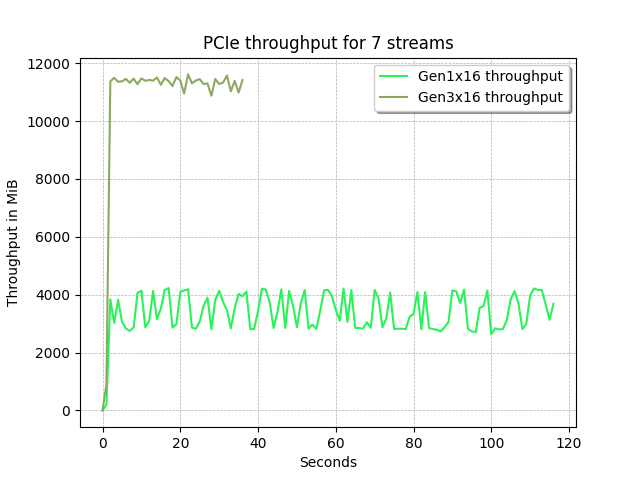 PCIe throughput for 7 streams
Gen1x16 throughput
Gen3x16 throughput
Throughput in MiB
12000
10000
8000
6000
4000
2000
0
0 20 40 60 80 100 120
Seconds